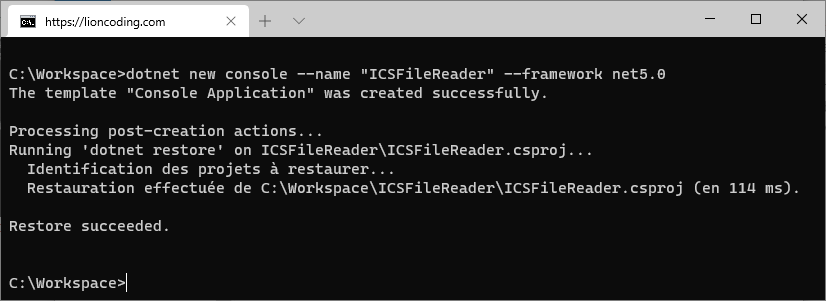 https://lioncoding.com
C:\Workspace>dotnet new console --name "ICSFileReader" --framework net5.0
The template "Console Application" was created successfully.
Processing post-creation actions...
Running 'dotnet restore' on ICSFileReader\ICSFileReader.csproj...
Identification des projets à restaurer...
Restauration effectuée de C:\Workspace\ICSFileReader\ICSFileReader.csproj (en 114 ms).
Restore succeeded.
C:\Workspace>